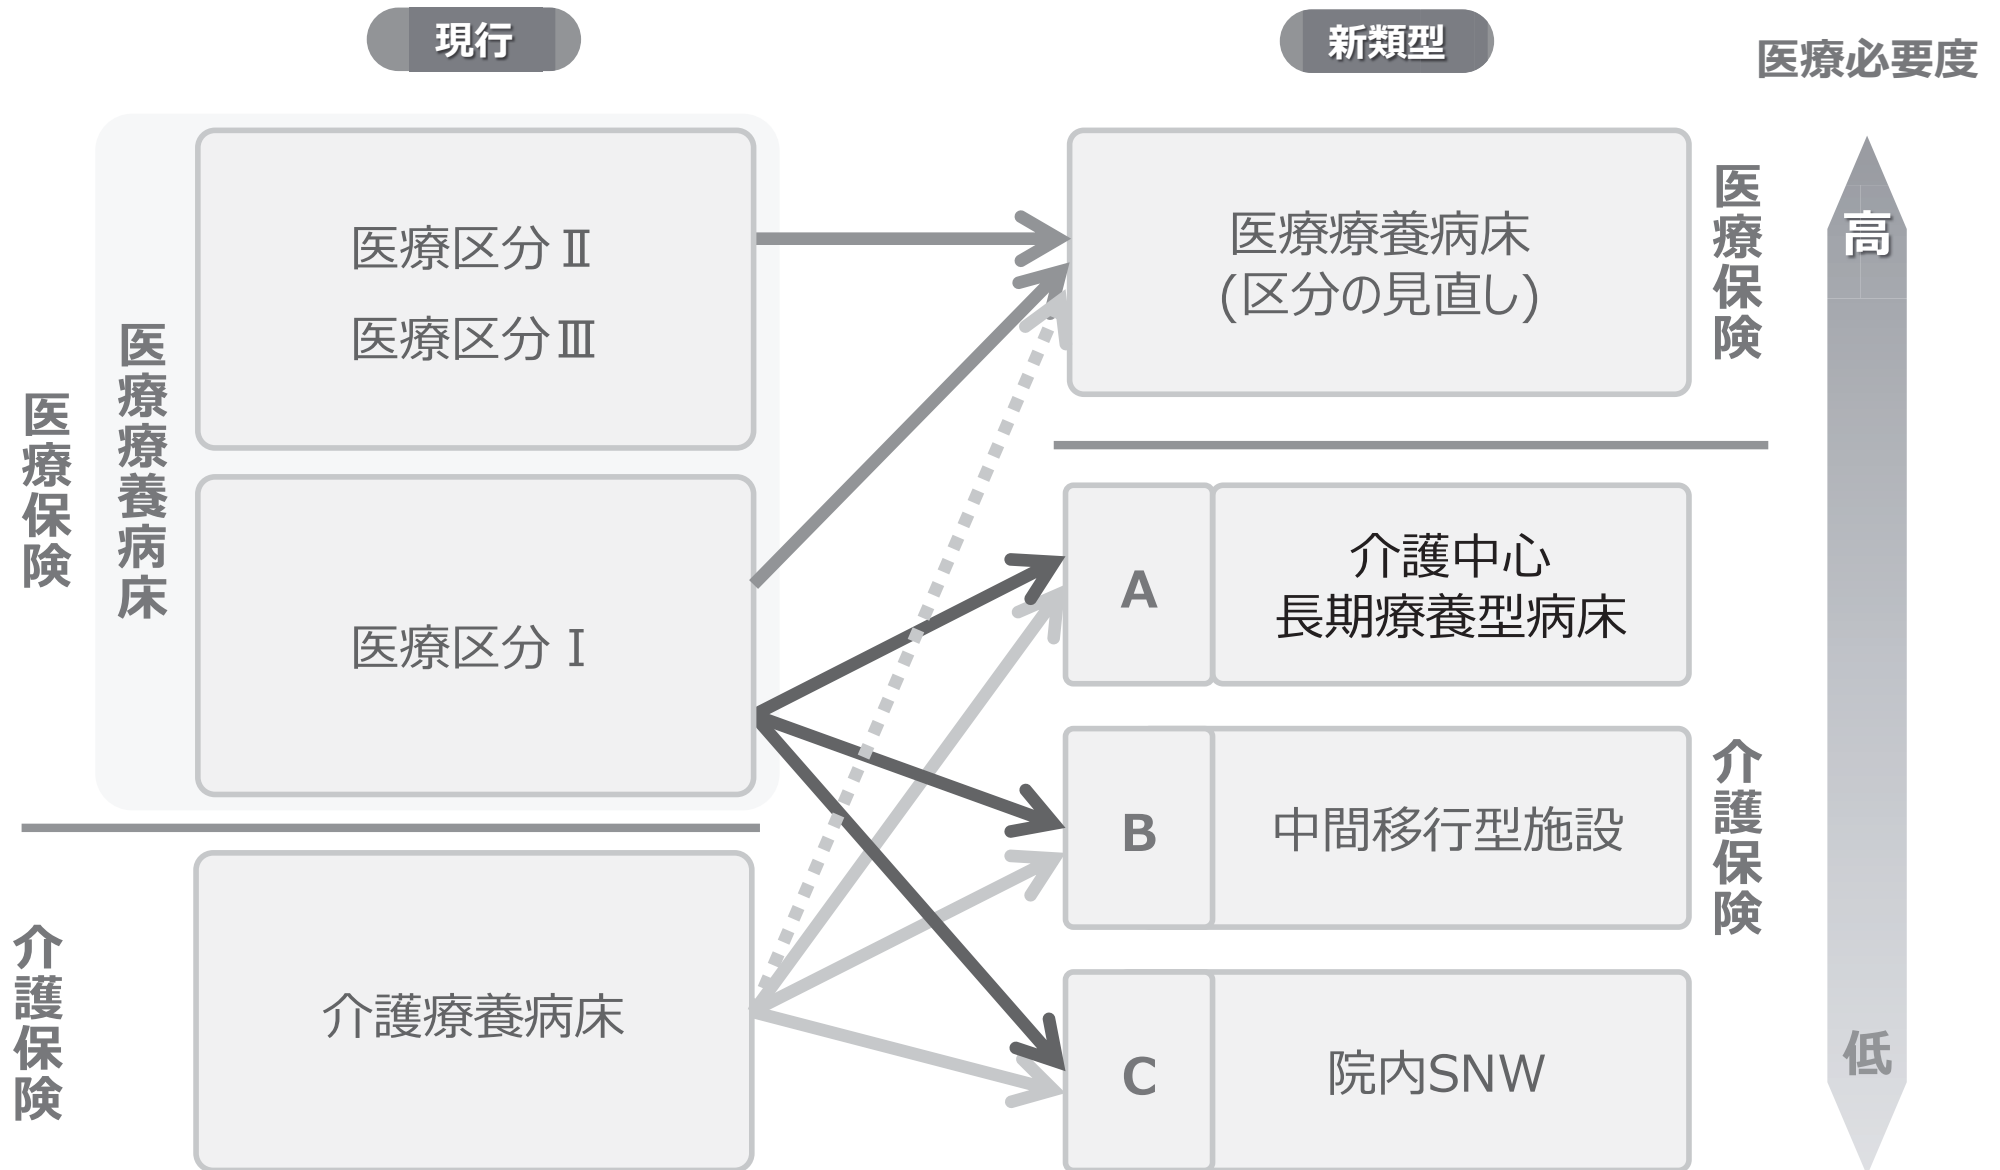 現行
新類型
医療必要度
医療保険
医療療養病床
医療区分Ⅱ
医療区分Ⅲ
医療区分Ⅰ
介護保険
介護療養病床
医療療養病床
(区分の見直し)
医療保険
A
介護中心
長期療養型病床
B
中間移行型施設
C
院内SNW
介護保険
高
低